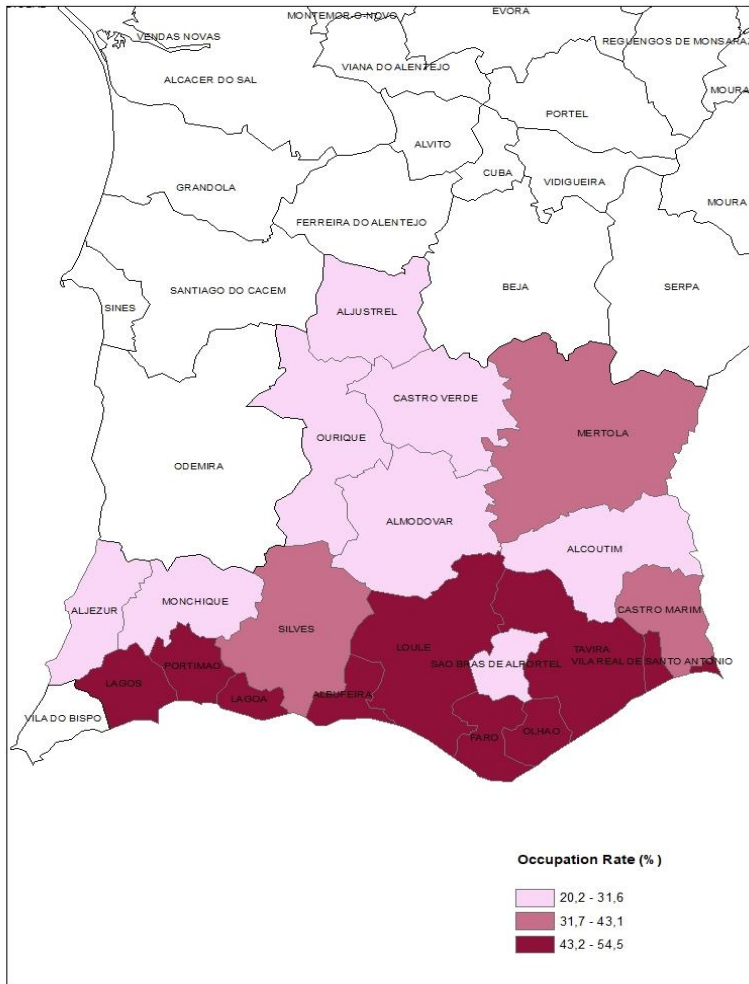 MONTEMOR-O-NOVO
EVORA
VENDAS NOVAS
REGUENGOS DE MONSARAZ
VIANA DO ALENTEJO
ALCACER DO SAL
MOURA
PORTEL
ALVITO
CUBA
VIDIGUEIRA
GRANDOLA
MOURA
FERREIRA DO ALENTEJO
SANTIAGO DO CACEM
BEJA
SERPA
SINES
ALJUSTREL
CASTRO VERDE
MERTOLA
OURIQUE
ODEMIRA
ALMODOVAR
ALCOUTIM
MONCHIQUE
ALJEZUR
CASTRO MARIM
SILVES
LOULE
TAVIRA
SAO BRAS DE ALPORTEL
VILA REAL DE SANTO ANTONIO
PORTIMAO
LAGOS
ALBUFEIRA
LAGOA
VILA DO BISPO
OLHAO
FARO
Occupation Rate (%)
20,2 - 31,6
31,7 - 43,1
43,2 - 54,5